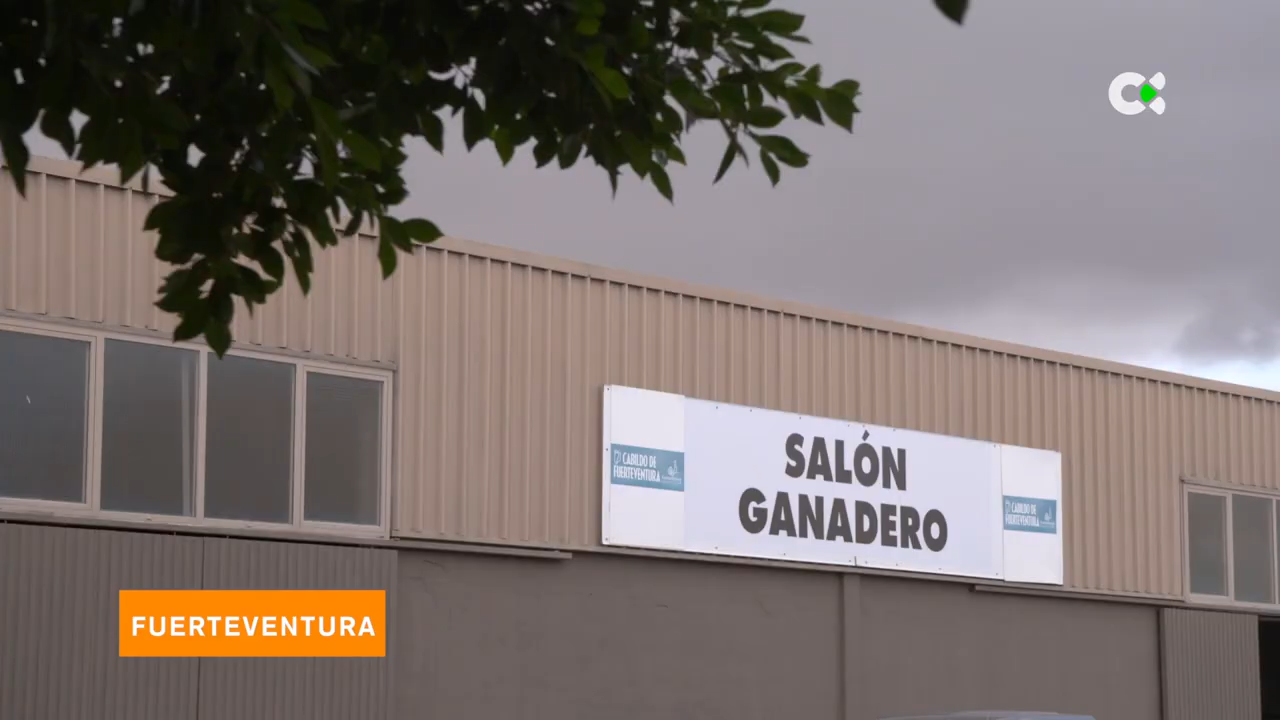 SALÓN
GANADERO
CABILDO DE
FUERTEVENTURA
CABILDO DE
FUERTEVENTURA
FUERTEVENTURA